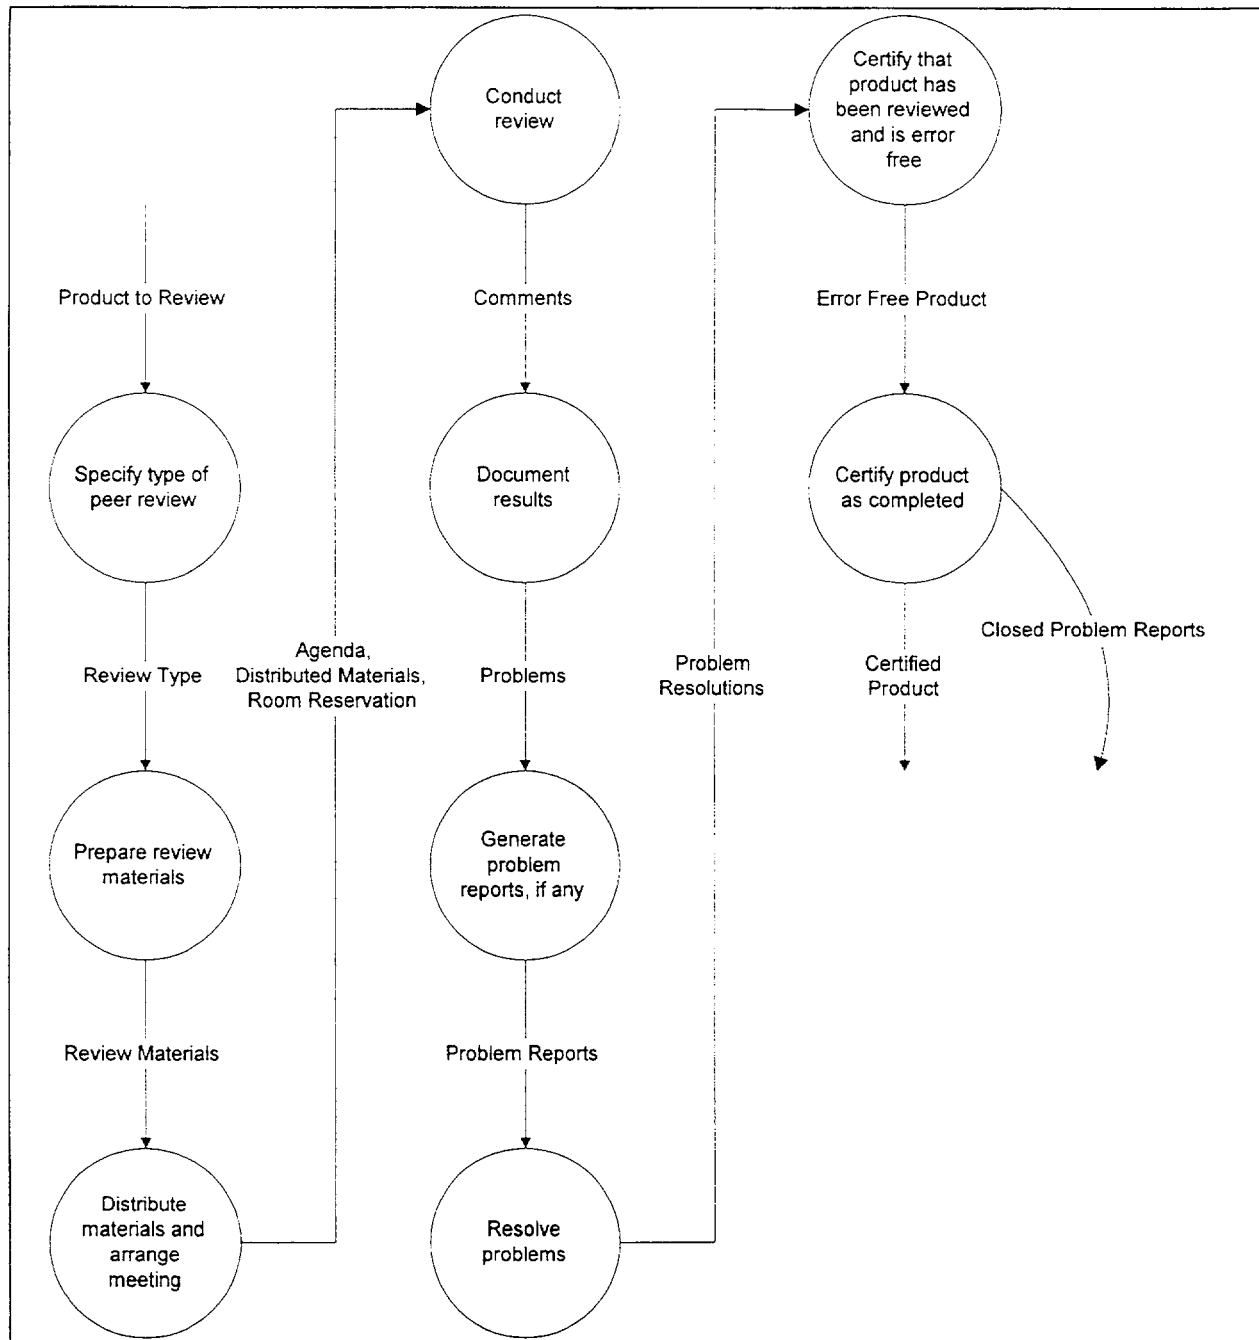 Product to Review
Specify type of
peer review
Review Type
Prepare review
materials
Review Materials
Distribute
materials and
arrange
meeting
Agenda,
Distributed Materials,
Room Reservation
Conduct
review
Comments
Document
results
Problems
Generate
problem
reports, if any
Problem Reports
Resolve
problems
Problem
Resolutions
Certify that
product has
been reviewed
and is error
free
Error Free Product
Certify product
as completed
Certified
Product
Closed Problem Reports